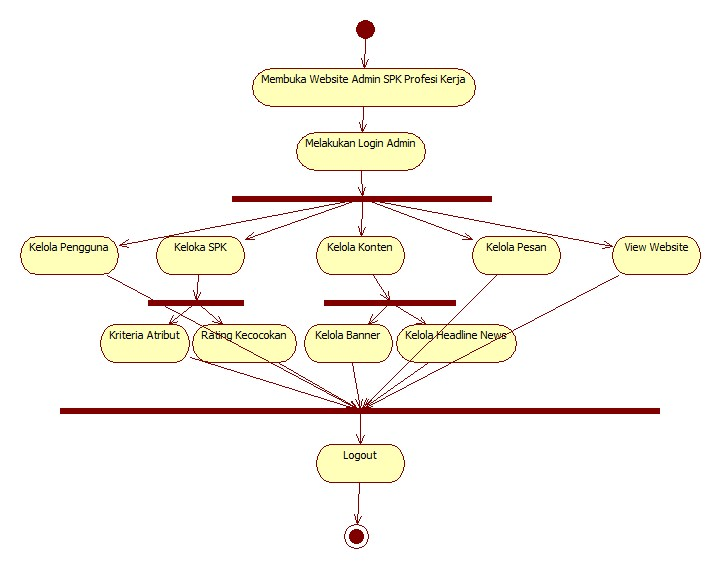 Membuka Website Admin SPK Profesi Kerja
Melakukan Login Admin
Kelola Pengguna
Keloka SPK
Kelola Konten
Kelola Pesan
View Website
Kriteria Atribut
Rating Kecocokan
Kelola Banner
Kelola Headline News
Logout